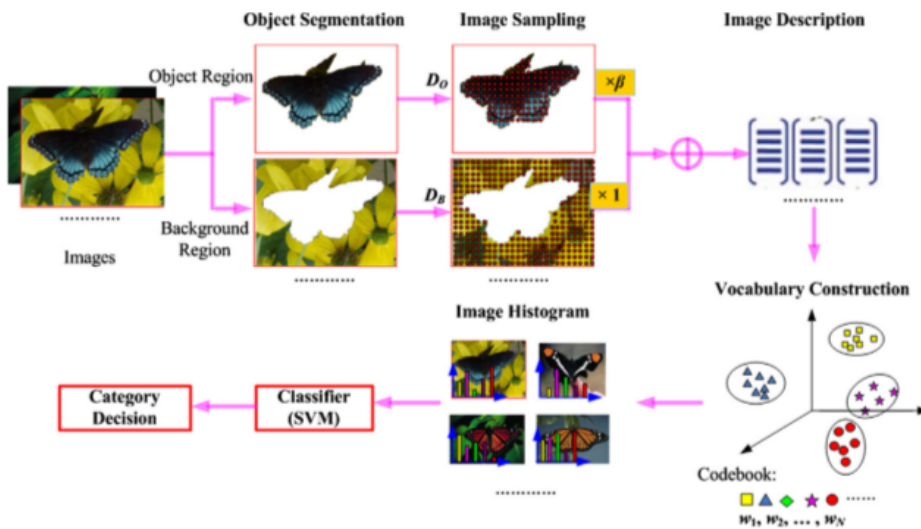 Object Segmentation
Image Sampling
Image Description
Object Region
D_O
×β
Background
Region
D_B
× 1
Images
............
............
............
............
Vocabulary Construction
Image Histogram
Category
Decision
Classifier
(SVM)
............
Codebook:
......
w1, w2, ... , wN